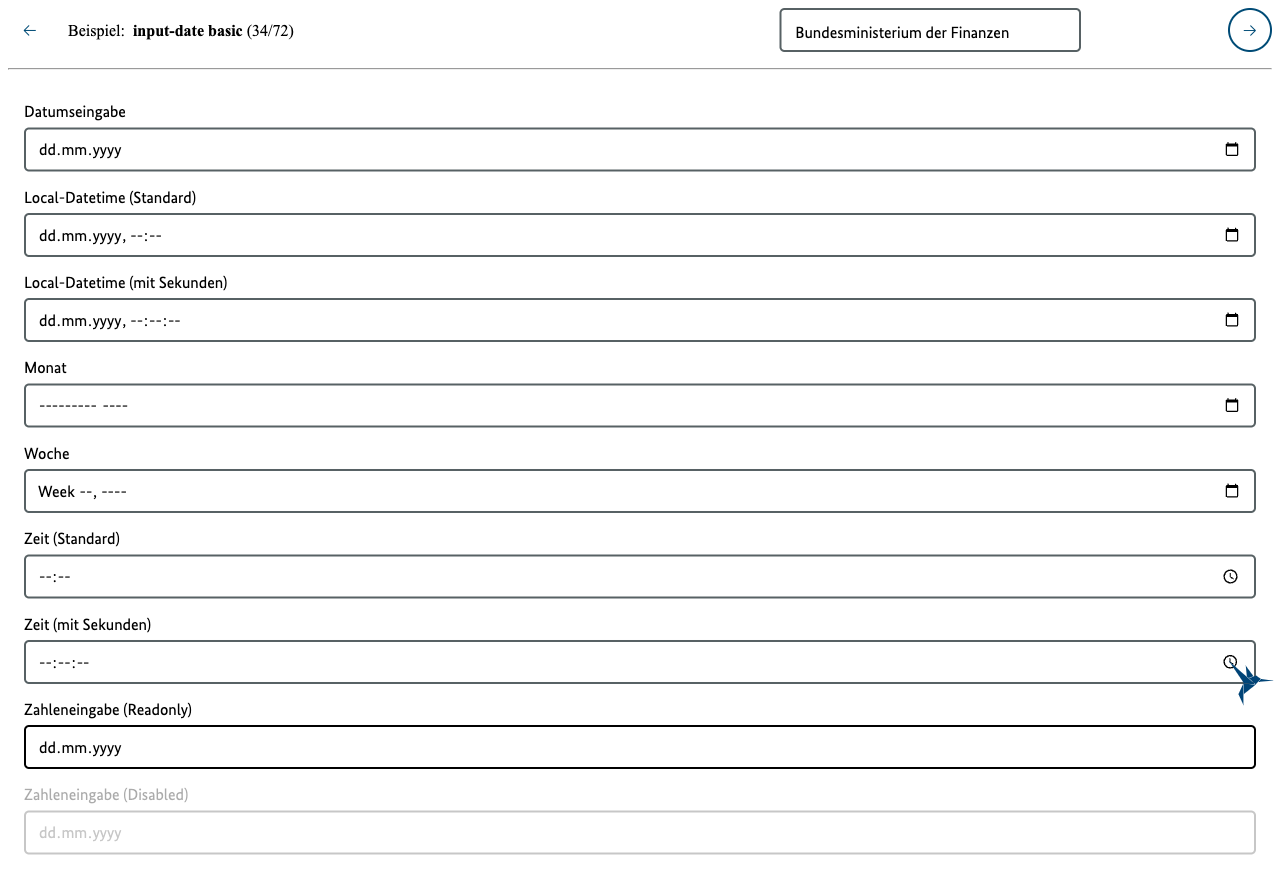 Beispiel: input-date basic (34/72)
Bundesministerium der Finanzen
Datumseingabe
dd.mm.yyyy
Local-Datetime (Standard)
dd.mm.yyyy, --:--
Local-Datetime (mit Sekunden)
dd.mm.yyyy, --:--:--
Monat
--------- ----
Woche
Week --, ----
Zeit (Standard)
--:--
Zeit (mit Sekunden)
--:--:--
Zahleneingabe (Readonly)
dd.mm.yyyy
Zahleneingabe (Disabled)
dd.mm.yyyy